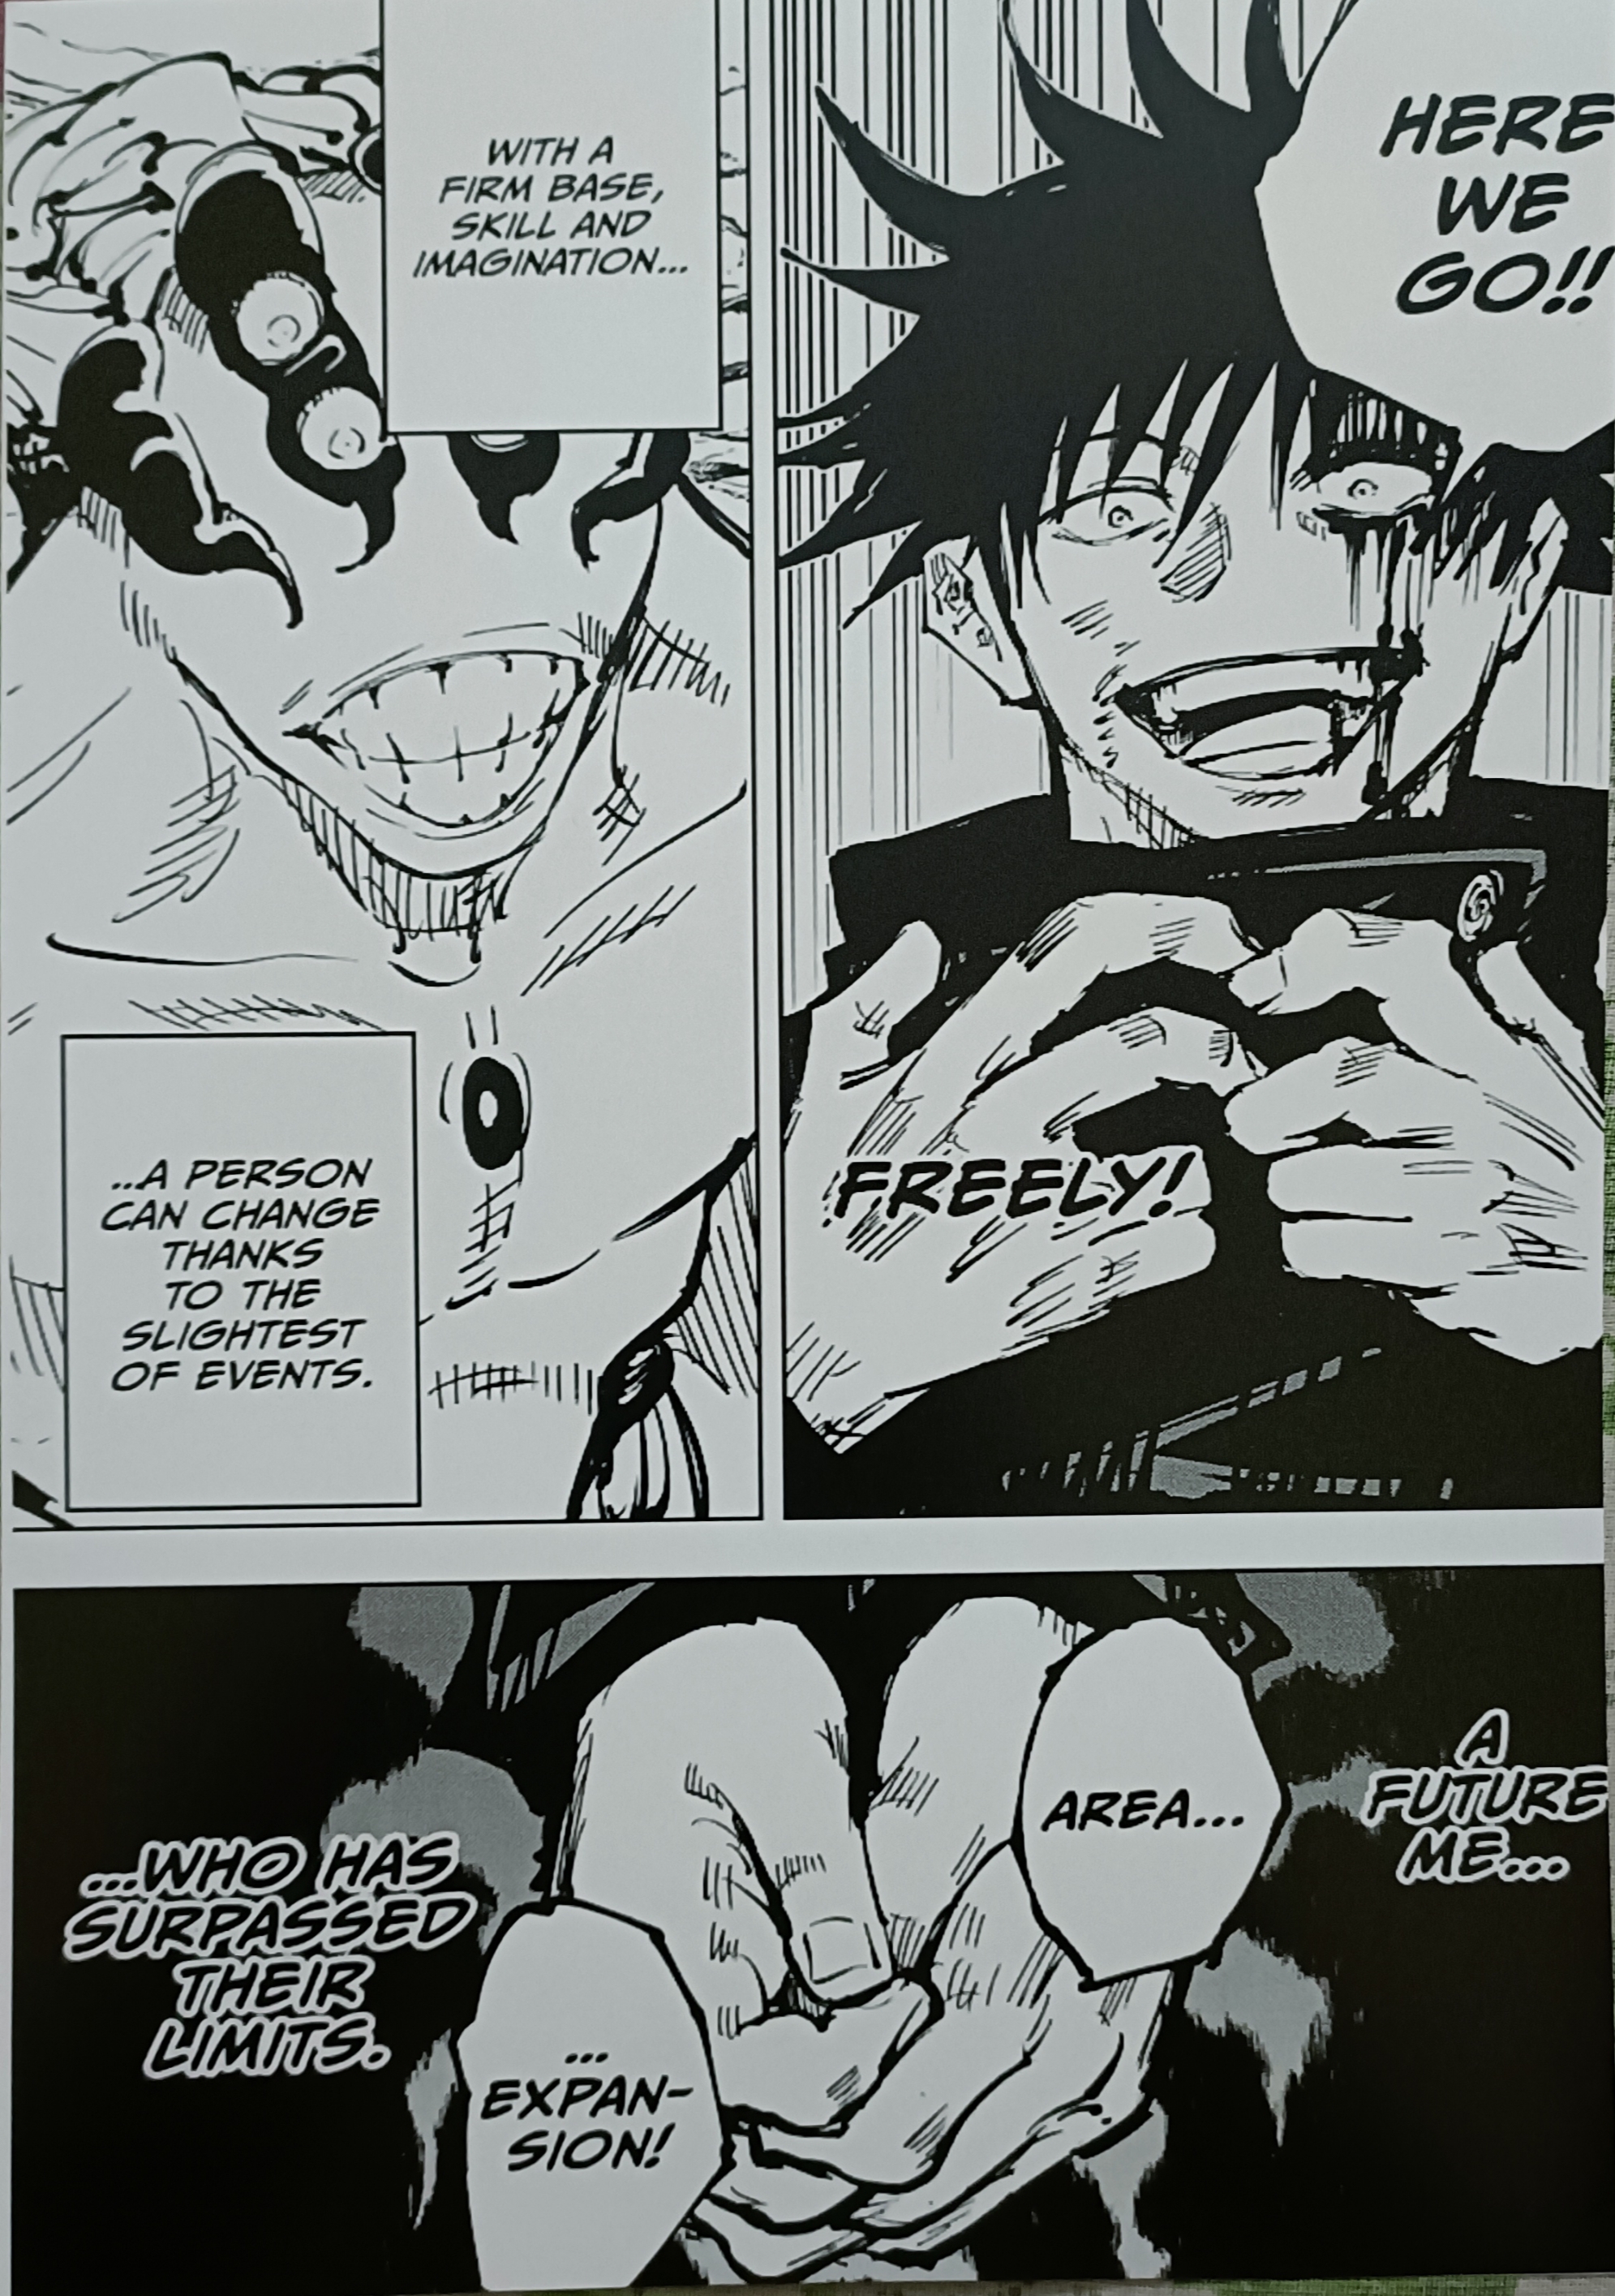 HERE
WE
GO!!
FREELY!
WITH A
FIRM BASE,
SKILL AND
IMAGINATION...
...A PERSON
CAN CHANGE
THANKS
TO THE
SLIGHTEST
OF EVENTS.
A
FUTURE
ME...
AREA...
...WHO HAS
SURPASSED
THEIR
LIMITS.
...
EXPAN-
SION!